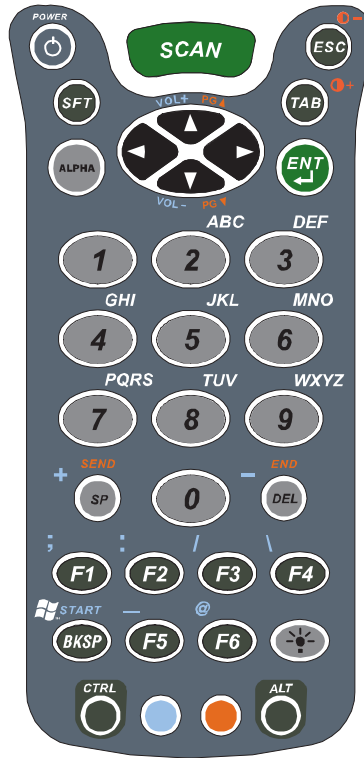 POWER
SCAN
ESC
SFT
VOL+ PG
TAB
ALPHA
ENT
VOL- PG
ABC DEF
1 2 3
GHI JKL MNO
4 5 6
PQRS TUV WXYZ
7 8 9
SEND END
+ -
SP 0 DEL
; : / \
F1 F2 F3 F4
START _ @
BKSP F5 F6
CTRL ALT